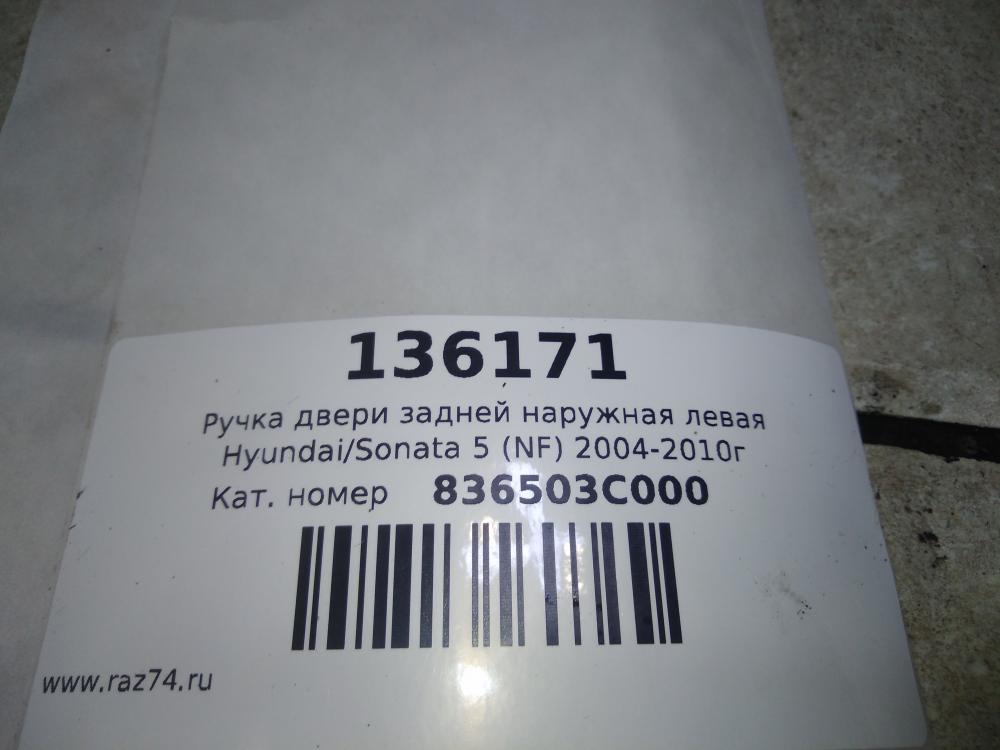 136171
Ручка двери задней наружная левая
Hyundai/Sonata 5 (NF) 2004-2010г
Кат. номер 836503C000
www.raz74.ru